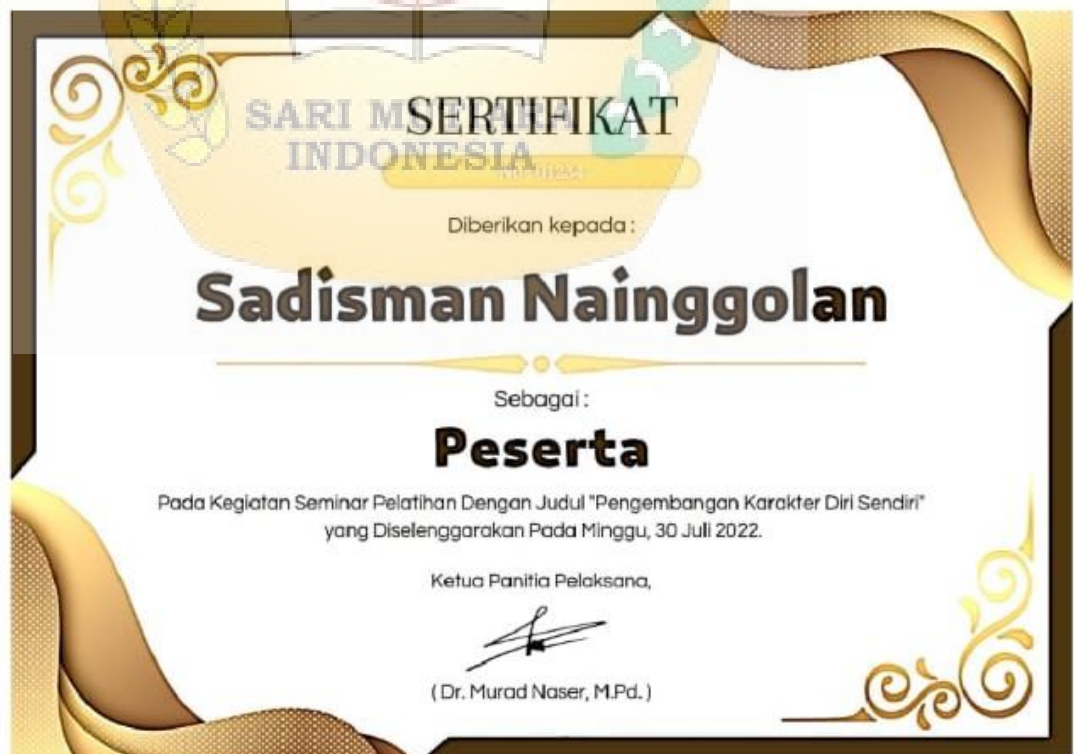 SARI MUTIARA
INDONESIA
SERTIFIKAT
Diberikan kepada :
Sadisman Nainggolan
Sebagai :
Peserta
Pada Kegiatan Seminar Pelatihan Dengan Judul "Pengembangan Karakter Diri Sendiri"
yang Diselenggarakan Pada Minggu, 30 Juli 2022.
Ketua Panitia Pelaksana,
( Dr. Murad Naser, M.Pd. )